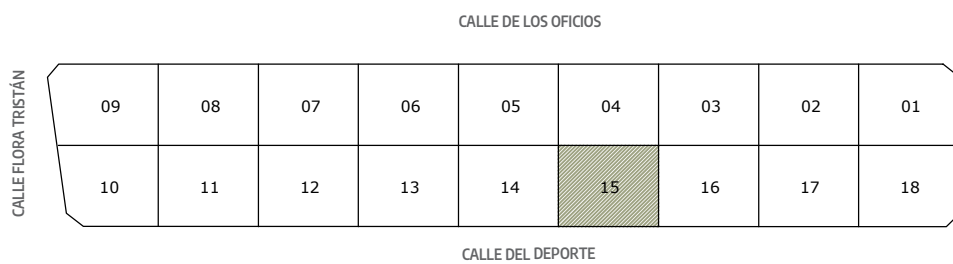 CALLE DE LOS OFICIOS
CALLE FLORA TRISTÁN
09 08 07 06 05 04 03 02 01
10 11 12 13 14 15 16 17 18
CALLE DEL DEPORTE